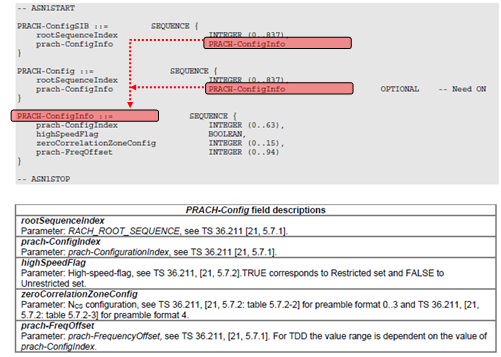 -- ASN1START
PRACH-ConfigSIB ::= SEQUENCE {
rootSequenceIndex INTEGER (0..837),
prach-ConfigInfo PRACH-ConfigInfo
}
PRACH-Config ::= SEQUENCE {
rootSequenceIndex INTEGER (0..837),
prach-ConfigInfo PRACH-ConfigInfo OPTIONAL -- Need ON
}
PRACH-ConfigInfo ::= SEQUENCE {
prach-ConfigIndex INTEGER (0..63),
highSpeedFlag BOOLEAN,
zeroCorrelationZoneConfig INTEGER (0..15),
prach-FreqOffset INTEGER (0..94)
}
-- ASN1STOP
PRACH-Config field descriptions
rootSequenceIndex
Parameter: RACH_ROOT_SEQUENCE, see TS 36.211 [21, 5.7.1].
prach-ConfigIndex
Parameter: prach-ConfigurationIndex, see TS 36.211 [21, 5.7.1].
highSpeedFlag
Parameter: High-speed-flag, see TS 36.211, [21, 5.7.2].TRUE corresponds to Restricted set and FALSE to
Unrestricted set.
zeroCorrelationZoneConfig
Parameter: NCS configuration, see TS 36.211, [21, 5.7.2: table 5.7.2-2] for preamble format 0..3 and TS 36.211, [21,
5.7.2: table 5.7.2-3] for preamble format 4.
prach-FreqOffset
Parameter: prach-FrequencyOffset, see TS 36.211, [21, 5.7.1]. For TDD the value range is dependent on the value of
prach-ConfigIndex.